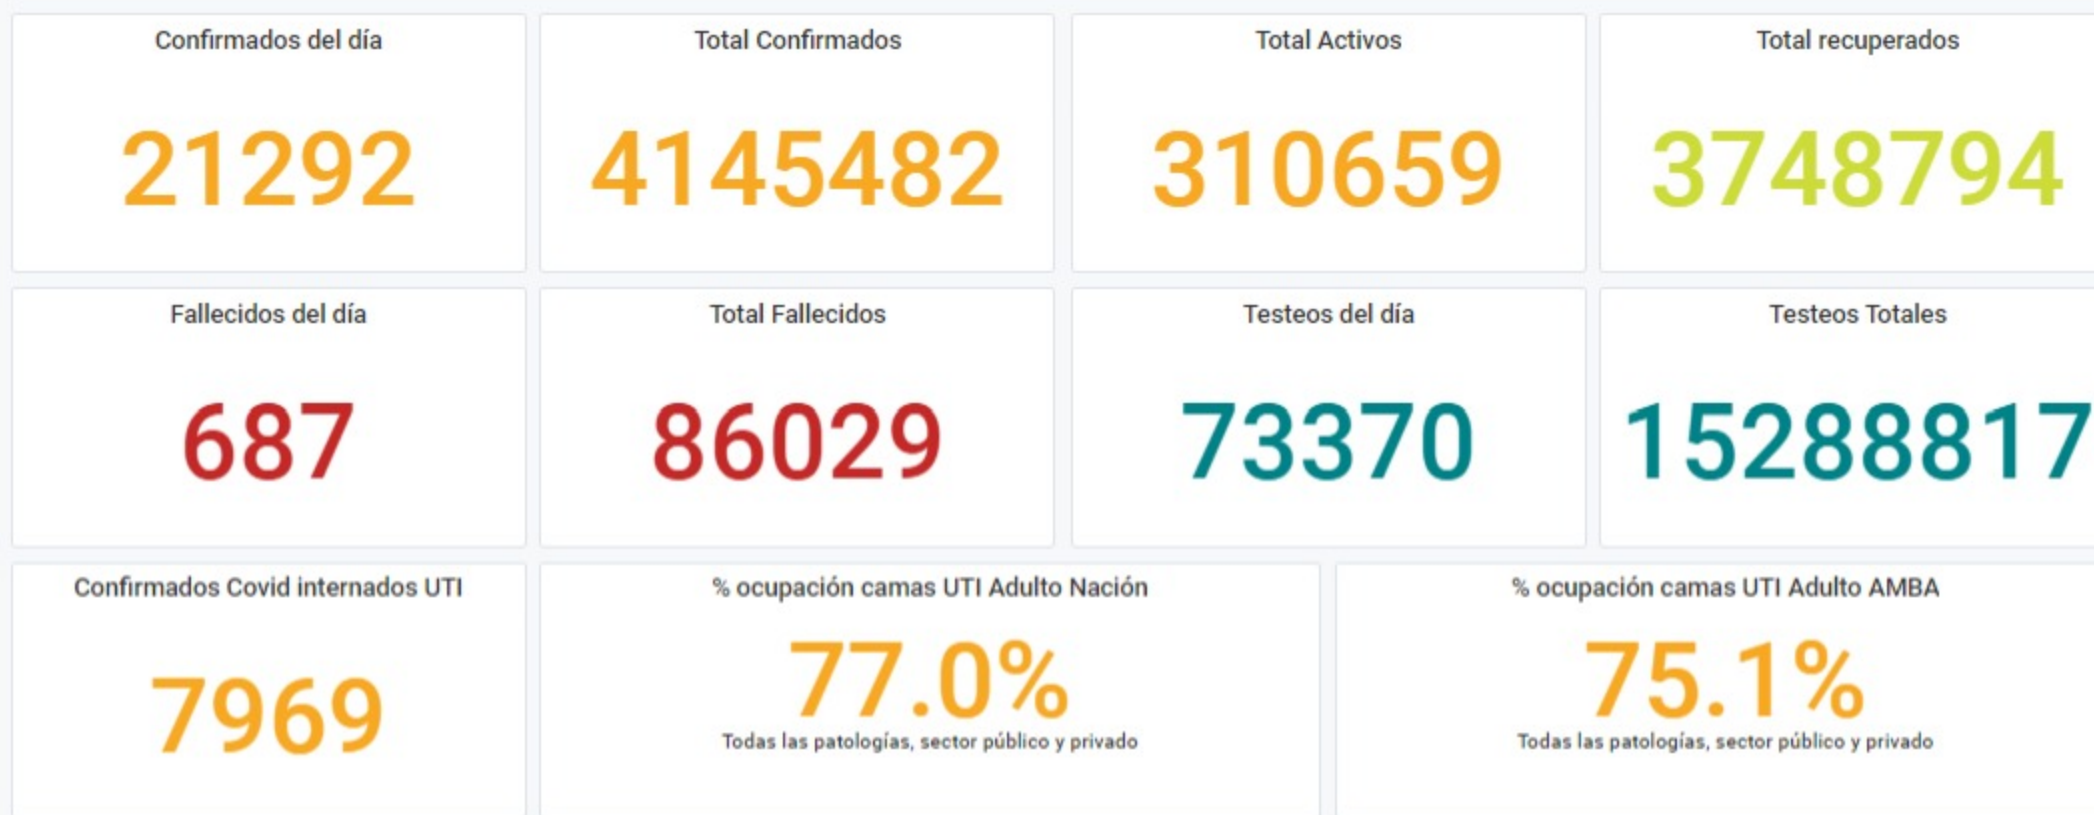 Confirmados del día
21292
Total Confirmados
4145482
Total Activos
310659
Total recuperados
3748794
Fallecidos del día
687
Total Fallecidos
86029
Testeos del día
73370
Testeos Totales
15288817
Confirmados Covid internados UTI
7969
% ocupación camas UTI Adulto Nación
77.0%
Todas las patologías, sector público y privado
% ocupación camas UTI Adulto AMBA
75.1%
Todas las patologías, sector público y privado